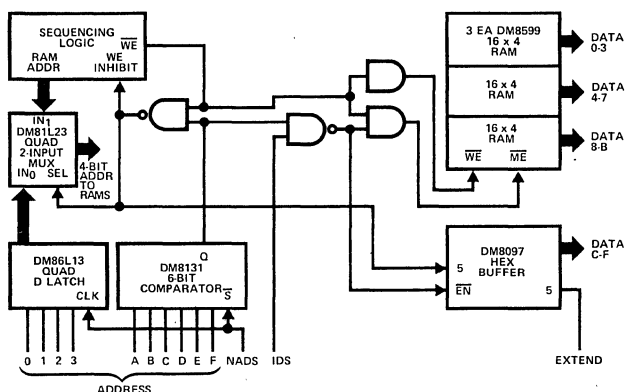 SEQUENCING
LOGIC
WE
RAM
ADDR
WE
INHIBIT
IN1
DM81L23
QUAD
2-INPUT
MUX
IN0 SEL
4-BIT
ADDR
TO
RAMS
DM86L13
QUAD
D LATCH
CLK
Q
DM8131
6-BIT
COMPARATOR
S
0 1 2 3
A B C D E F NADS IDS
ADDRESS
3 EA DM8599
16 x 4
RAM
16 x 4
RAM
16 x 4
RAM
WE ME
DATA
0-3
DATA
4-7
DATA
8-B
DM8097
HEX
BUFFER
5
EN
5
DATA
C-F
EXTEND